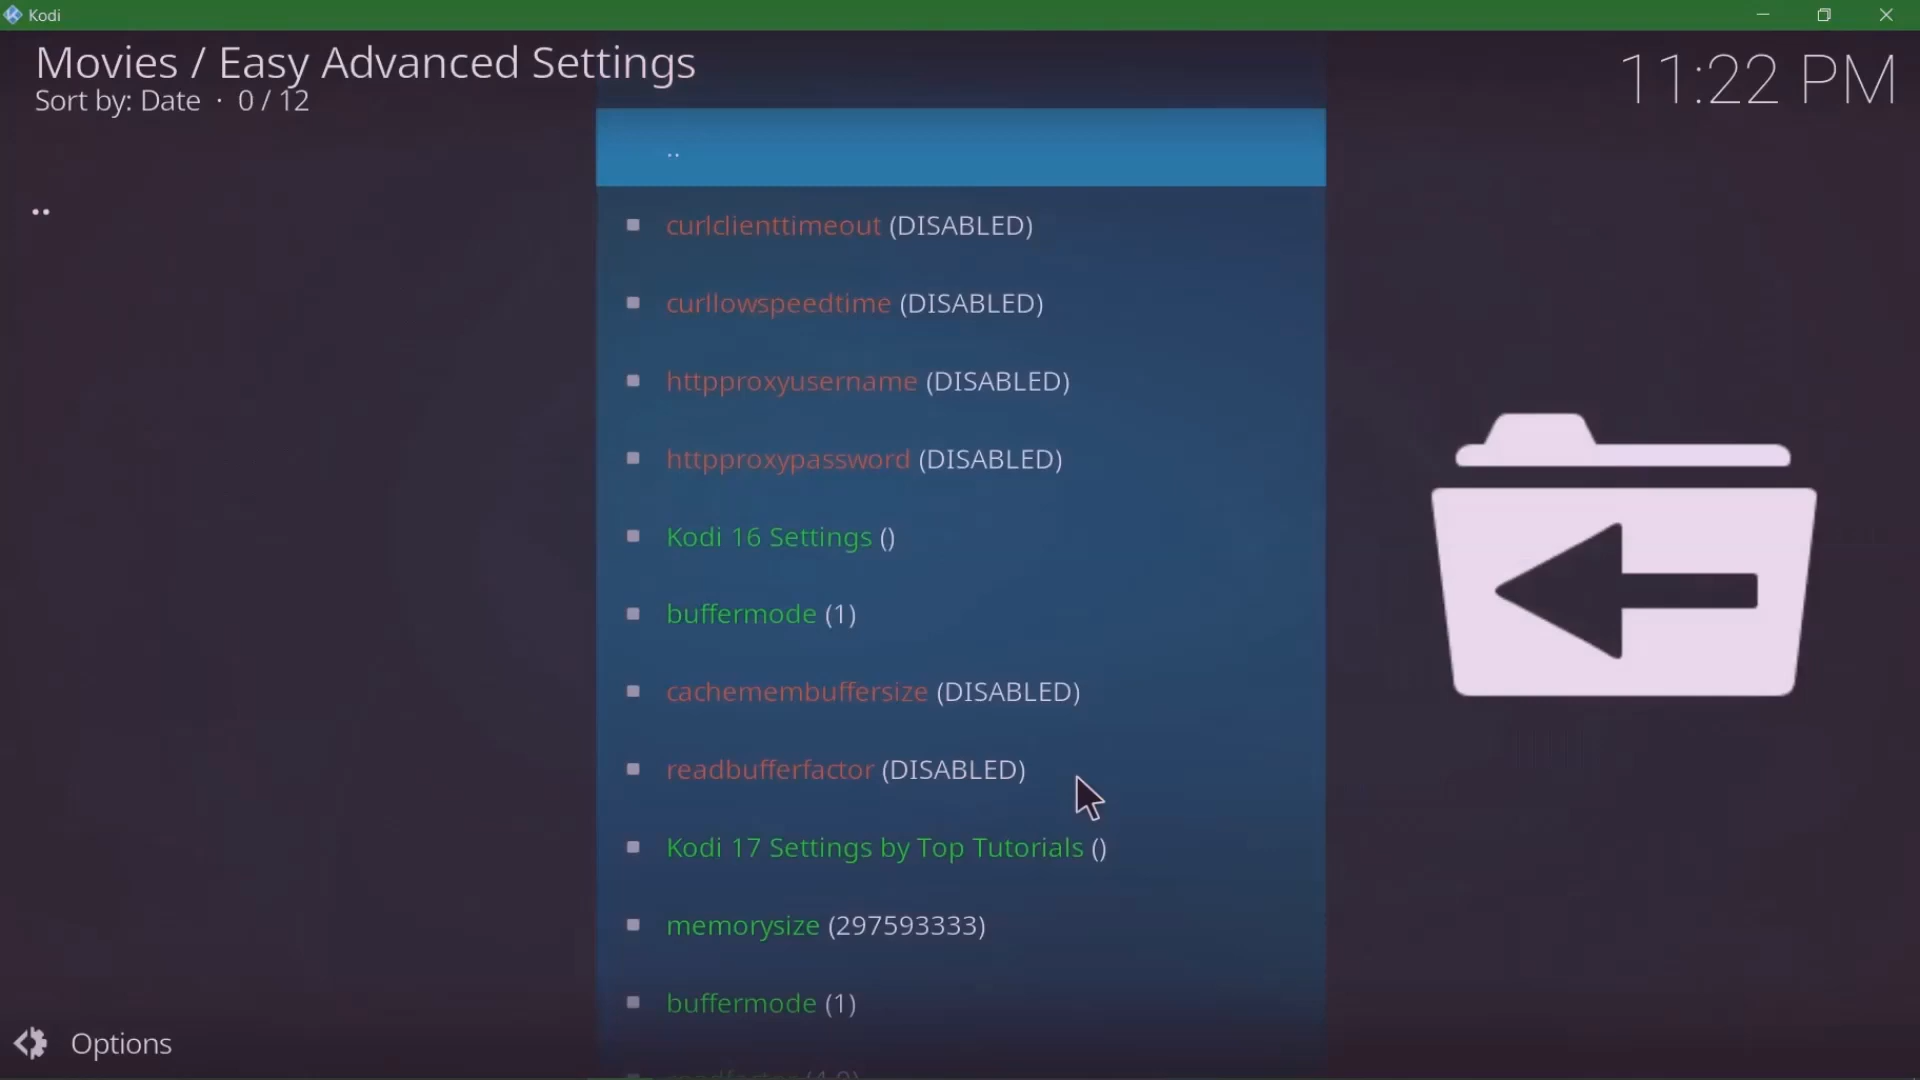 Kodi
Movies / Easy Advanced Settings
Sort by: Date · 0 / 12
11:22 PM
..
..
curlclienttimeout (DISABLED)
curllowspeedtime (DISABLED)
httpproxyusername (DISABLED)
httpproxypassword (DISABLED)
Kodi 16 Settings ()
buffermode (1)
cachemembuffersize (DISABLED)
readbufferfactor (DISABLED)
Kodi 17 Settings by Top Tutorials ()
memorysize (297593333)
buffermode (1)
Options